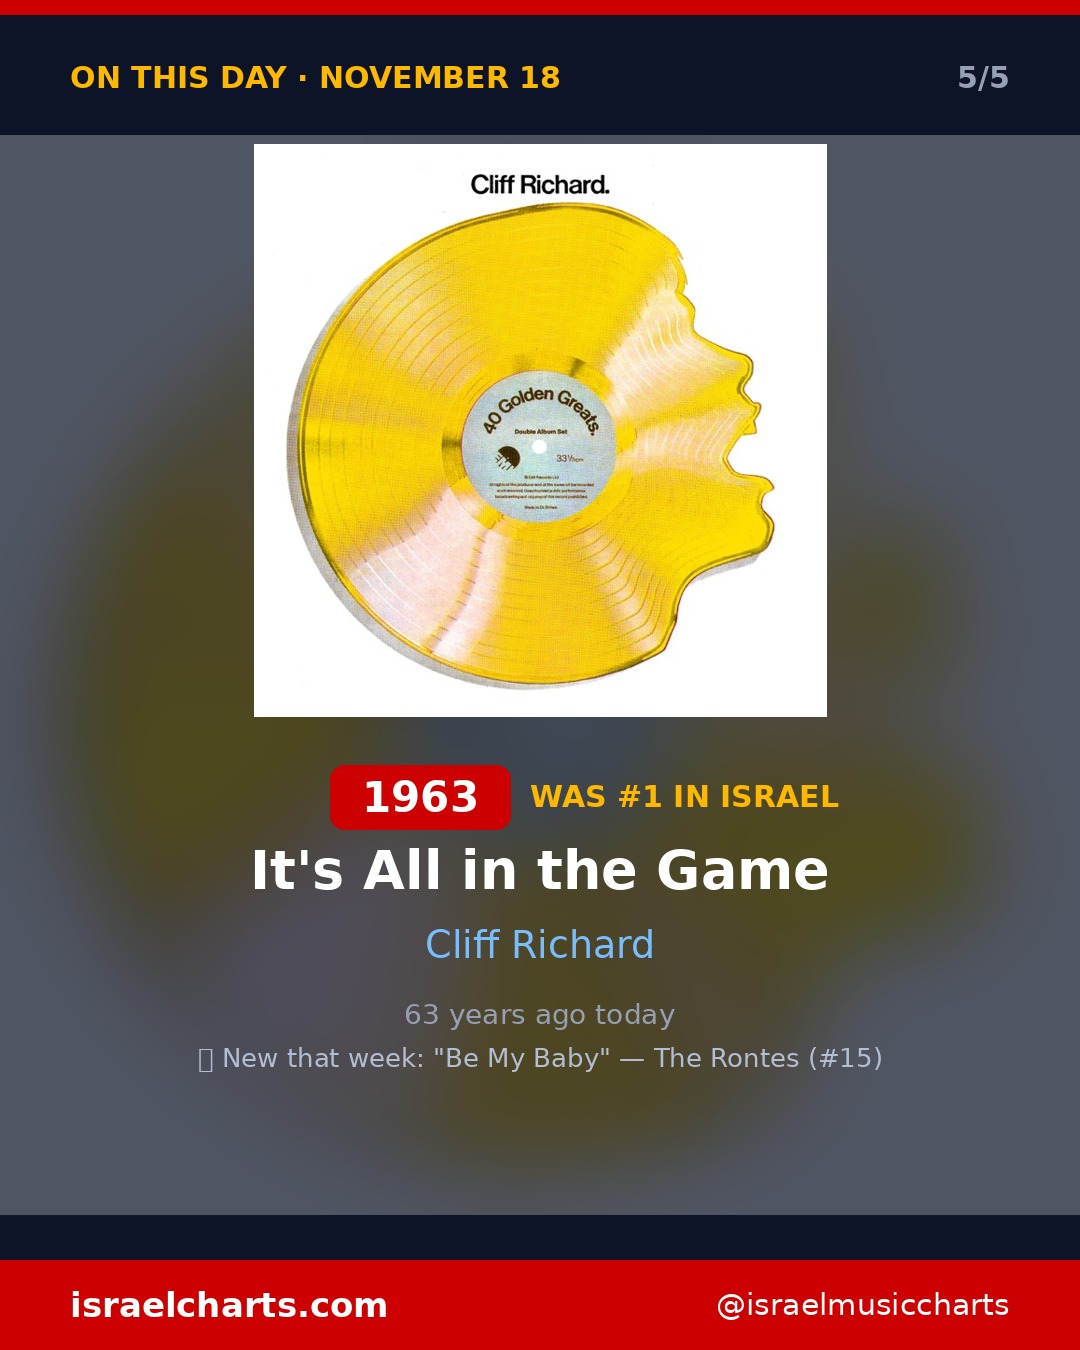 ON THIS DAY · NOVEMBER 18
5/5
Cliff Richard.
40 Golden Greats.
Double Album Set
33⅓rpm
1963
WAS #1 IN ISRAEL
It's All in the Game
Cliff Richard
63 years ago today
New that week: "Be My Baby" — The Rontes (#15)
israelcharts.com
@israelmusiccharts